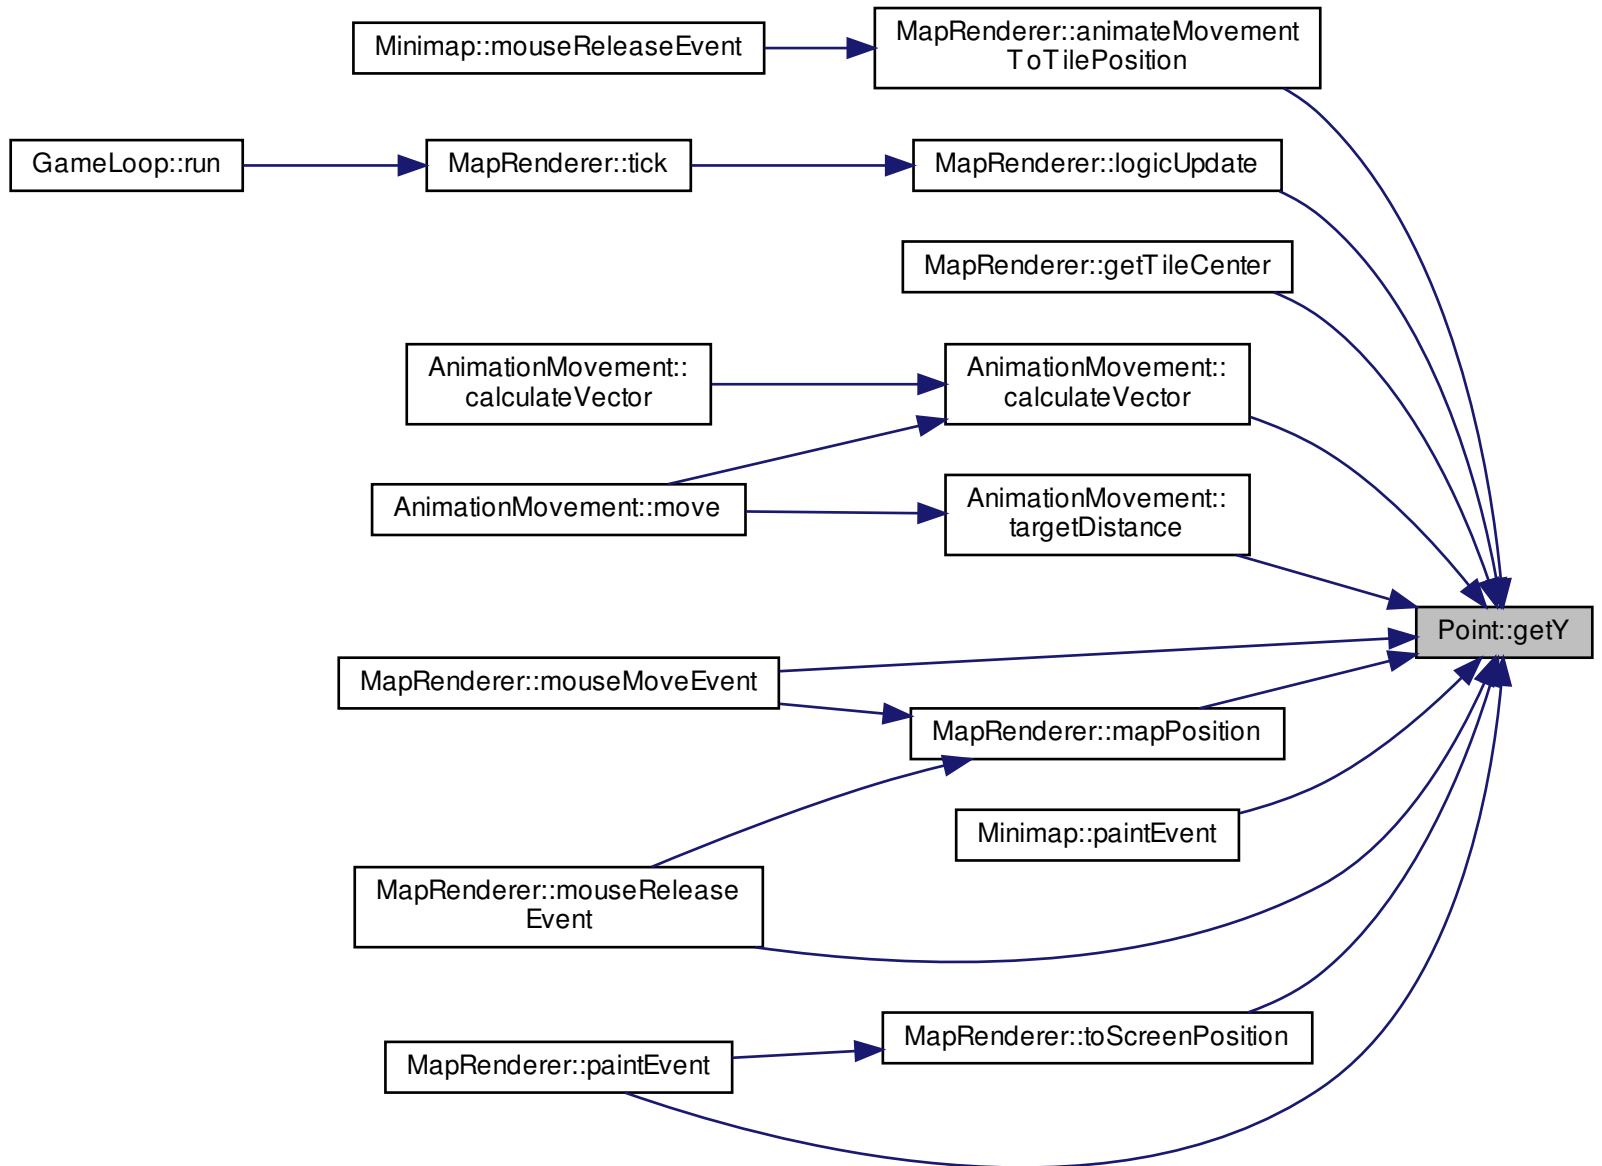 MapRenderer::animateMovement
ToTilePosition
Minimap::mouseReleaseEvent
GameLoop::run
MapRenderer::tick
MapRenderer::logicUpdate
MapRenderer::getTileCenter
AnimationMovement::
calculateVector
AnimationMovement::
calculateVector
AnimationMovement::move
AnimationMovement::
targetDistance
Point::getY
MapRenderer::mouseMoveEvent
MapRenderer::mapPosition
Minimap::paintEvent
MapRenderer::mouseRelease
Event
MapRenderer::toScreenPosition
MapRenderer::paintEvent